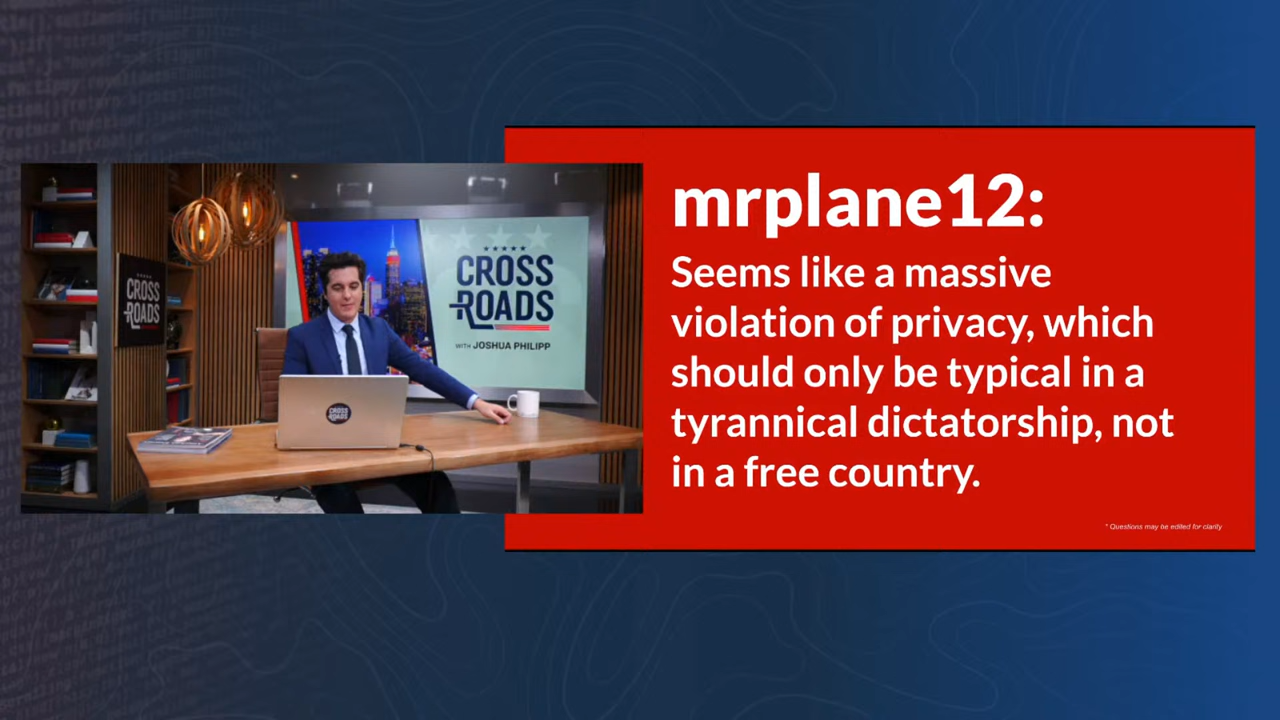 CROSS
ROADS
CROSS
ROADS
WITH JOSHUA PHILIPP
CROSS
ROADS
mrplane12:
Seems like a massive
violation of privacy, which
should only be typical in a
tyrannical dictatorship, not
in a free country.
* Questions may be edited for clarity